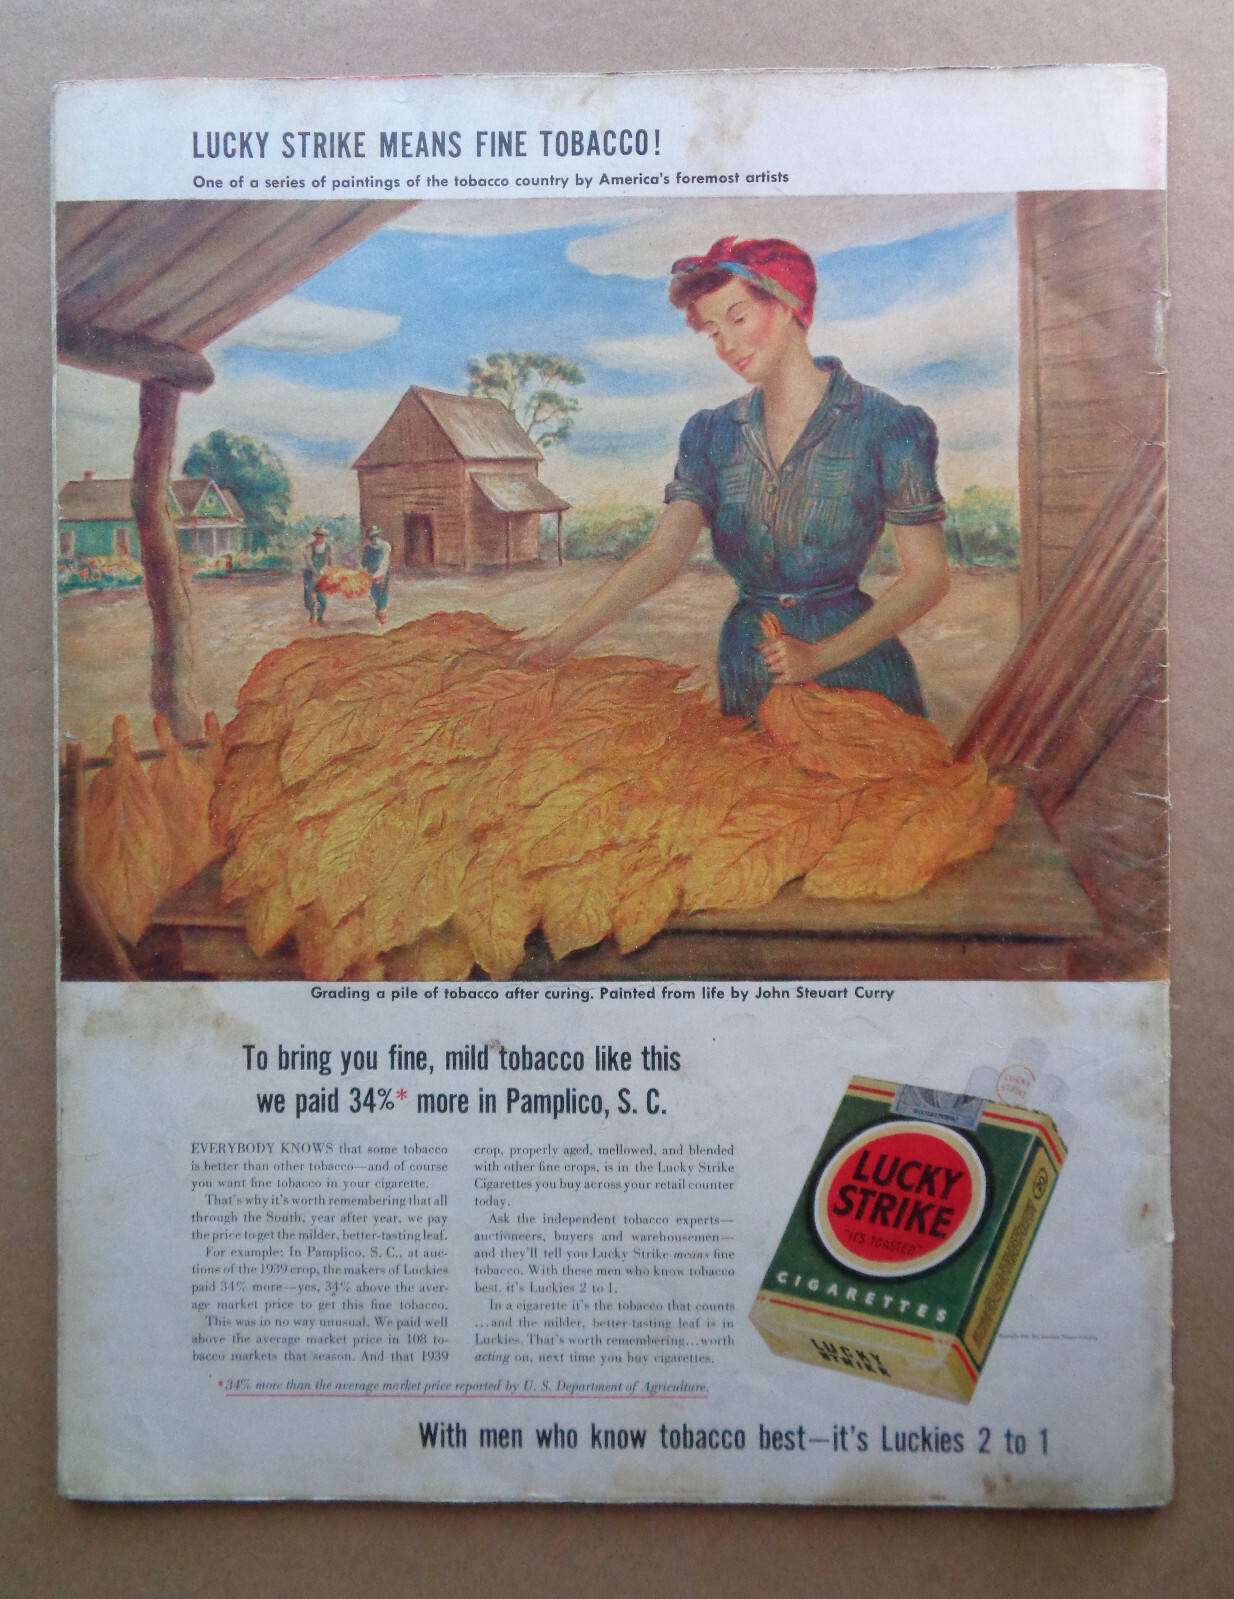 LUCKY STRIKE MEANS FINE TOBACCO!
One of a series of paintings of the tobacco country by America's foremost artists
Grading a pile of tobacco after curing. Painted from life by John Steuart Curry
To bring you fine, mild tobacco like this
we paid 34%* more in Pamplico, S. C.
EVERYBODY KNOWS that some tobacco
is better than other tobacco—and of course
you want fine tobacco in your cigarette.
That's why it's worth remembering that all
through the South, year after year, we pay
the price to get the milder, better-tasting leaf.
For example: In Pamplico, S. C., at auc-
tions of the 1939 crop, the makers of Luckies
paid 34% more—yes, 34% above the aver-
age market price to get this fine tobacco.
This was in no way unusual. We paid well
above the average market price in 108 to-
bacco markets that season. And that 1939
crop, properly aged, mellowed, and blended
with other fine crops, is in the Lucky Strike
Cigarettes you buy across your retail counter
today.
Ask the independent tobacco experts—
auctioneers, buyers and warehousemen—
and they'll tell you Lucky Strike means fine
tobacco. With these men who know tobacco
best, it's Luckies 2 to 1.
In a cigarette it's the tobacco that counts
...and the milder, better-tasting leaf is in
Luckies. That's worth remembering...worth
acting on, next time you buy cigarettes.
*34% more than the average market price reported by U. S. Department of Agriculture.
LUCKY
STRIKE
LUCKY
STRIKE
"IT'S TOASTED"
CIGARETTES
LUCKY
STRIKE
20
With men who know tobacco best—it's Luckies 2 to 1